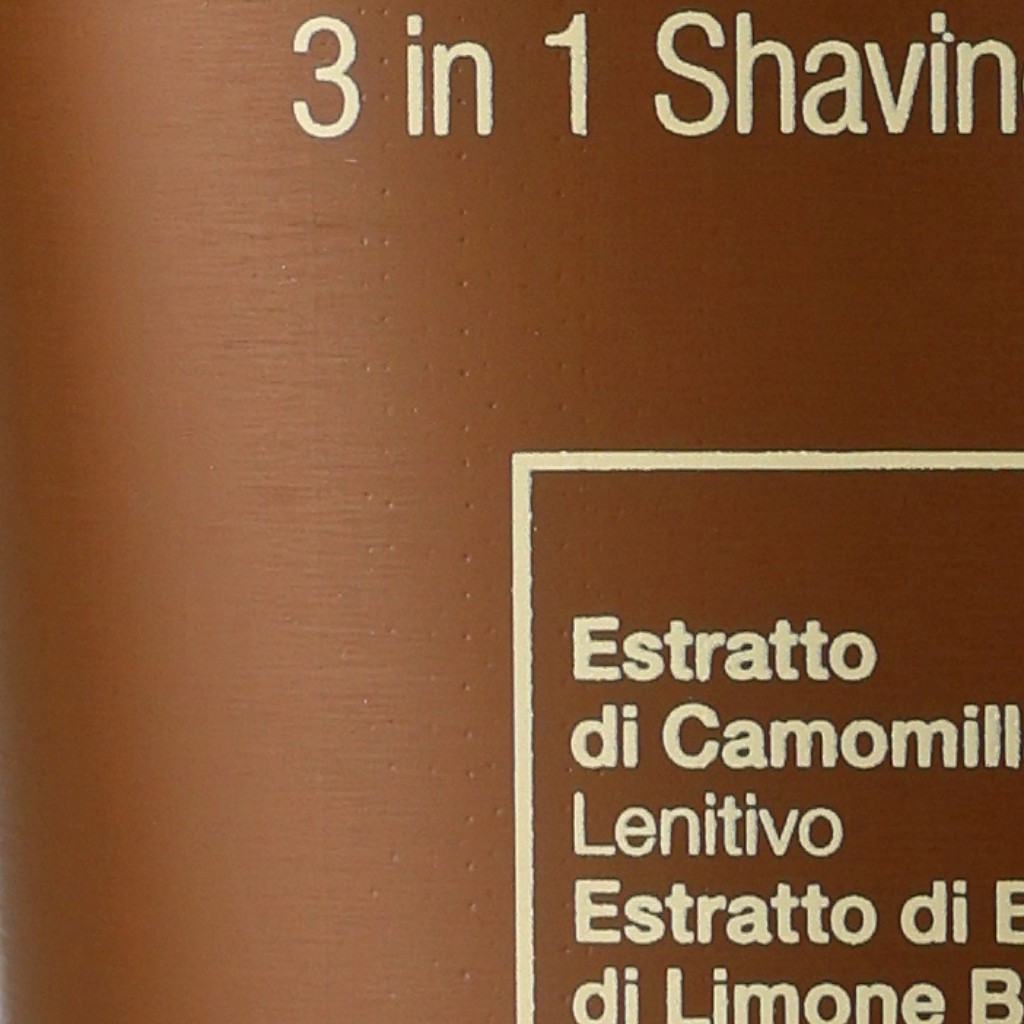 3 in 1 Shavin
Estratto
di Camomill
Lenitivo
Estratto di E
di Limone B